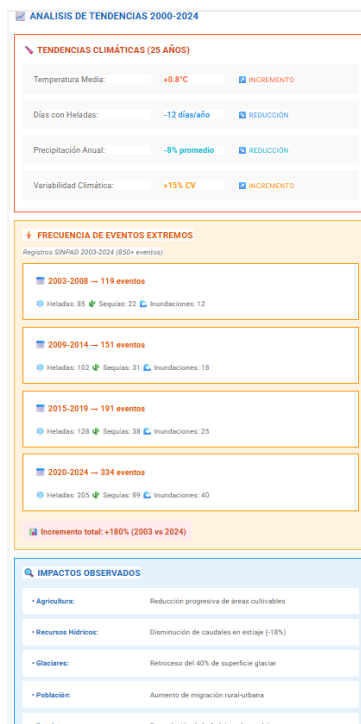 ANALISIS DE TENDENCIAS 2000-2024
TENDENCIAS CLIMÁTICAS (25 AÑOS)
Temperatura Media: +0.8°C INCREMENTO
Días con Heladas: -12 días/año REDUCCIÓN
Precipitación Anual: -8% promedio REDUCCIÓN
Variabilidad Climática: +15% CV INCREMENTO
FRECUENCIA DE EVENTOS EXTREMOS
Registros SINPAD 2003-2024 (850+ eventos)
2003-2008 → 119 eventos
Heladas: 85 Sequías: 22 Inundaciones: 12
2009-2014 → 151 eventos
Heladas: 102 Sequías: 31 Inundaciones: 18
2015-2019 → 191 eventos
Heladas: 128 Sequías: 38 Inundaciones: 25
2020-2024 → 334 eventos
Heladas: 205 Sequías: 89 Inundaciones: 40
Incremento total: +180% (2003 vs 2024)
IMPACTOS OBSERVADOS
• Agricultura: Reducción progresiva de áreas cultivables
• Recursos Hídricos: Disminución de caudales en estiaje (-18%)
• Glaciares: Retroceso del 40% de superficie glaciar
• Población: Aumento de migración rural-urbana